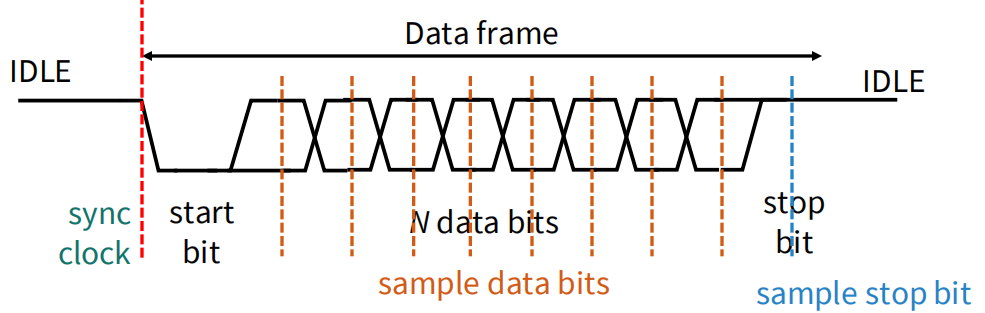 Data frame
IDLE
IDLE
sync
clock
start
bit
N data bits
stop
bit
sample data bits
sample stop bit